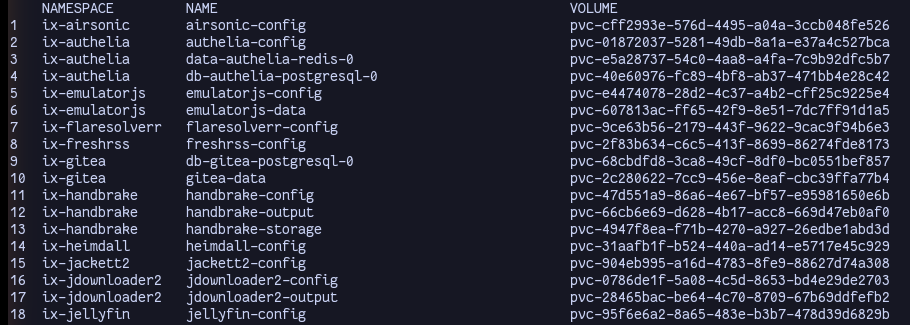 NAMESPACE NAME VOLUME
1 ix-airsonic airsonic-config pvc-cff2993e-576d-4495-a04a-3ccb048fe526
2 ix-authelia authelia-config pvc-01872037-5281-49db-8a1a-e37a4c527bca
3 ix-authelia data-authelia-redis-0 pvc-e5a28737-54c0-4aa8-a4fa-7c9b92dfc5b7
4 ix-authelia db-authelia-postgresql-0 pvc-40e60976-fc89-4bf8-ab37-471bb4e28c42
5 ix-emulatorjs emulatorjs-config pvc-e4474078-28d2-4c37-a4b2-cff25c9225e4
6 ix-emulatorjs emulatorjs-data pvc-607813ac-ff65-42f9-8e51-7dc7ff91d1a5
7 ix-flaresolverr flaresolverr-config pvc-9ce63b56-2179-443f-9622-9cac9f94b6e3
8 ix-freshrss freshrss-config pvc-2f83b634-c6c5-413f-8699-86274fde8173
9 ix-gitea db-gitea-postgresql-0 pvc-68cbdfd8-3ca8-49cf-8df0-bc0551bef857
10 ix-gitea gitea-data pvc-2c280622-7cc9-456e-8eaf-cbc39ffa77b4
11 ix-handbrake handbrake-config pvc-47d551a9-86a6-4e67-bf57-e95981650e6b
12 ix-handbrake handbrake-output pvc-66cb6e69-d628-4b17-acc8-669d47eb0af0
13 ix-handbrake handbrake-storage pvc-4947f8ea-f71b-4270-a927-26edbe1abd3d
14 ix-heimdall heimdall-config pvc-31aafb1f-b524-440a-ad14-e5717e45c929
15 ix-jackett2 jackett2-config pvc-904eb995-a16d-4783-8fe9-88627d74a308
16 ix-jdownloader2 jdownloader2-config pvc-0786de1f-5a08-4c5d-8653-bd4e29de2703
17 ix-jdownloader2 jdownloader2-output pvc-28465bac-be64-4c70-8709-67b69ddfefb2
18 ix-jellyfin jellyfin-config pvc-95f6e6a2-8a65-483e-b3b7-478d39d6829b